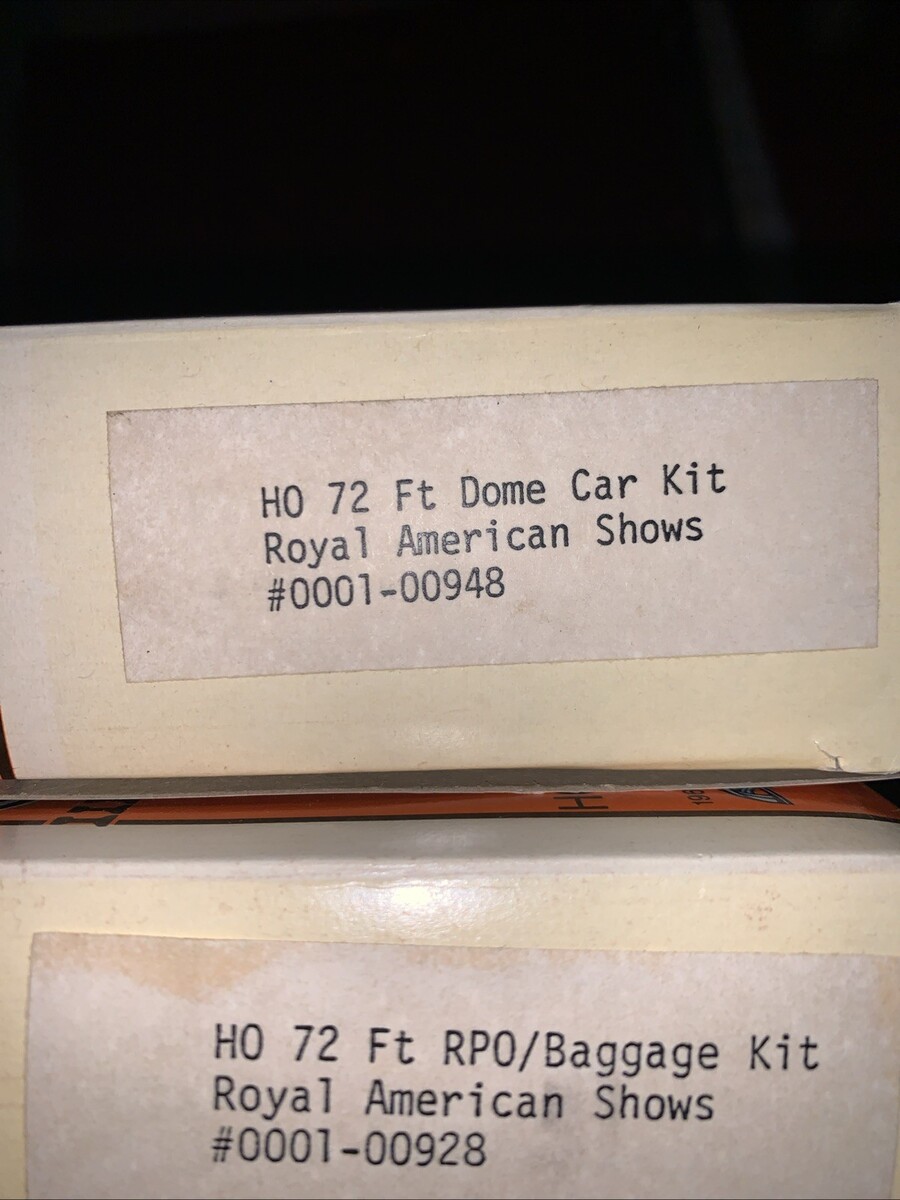 HO 72 Ft Dome Car Kit
Royal American Shows
#0001-00948
HO 72 Ft RPO/Baggage Kit
Royal American Shows
#0001-00928